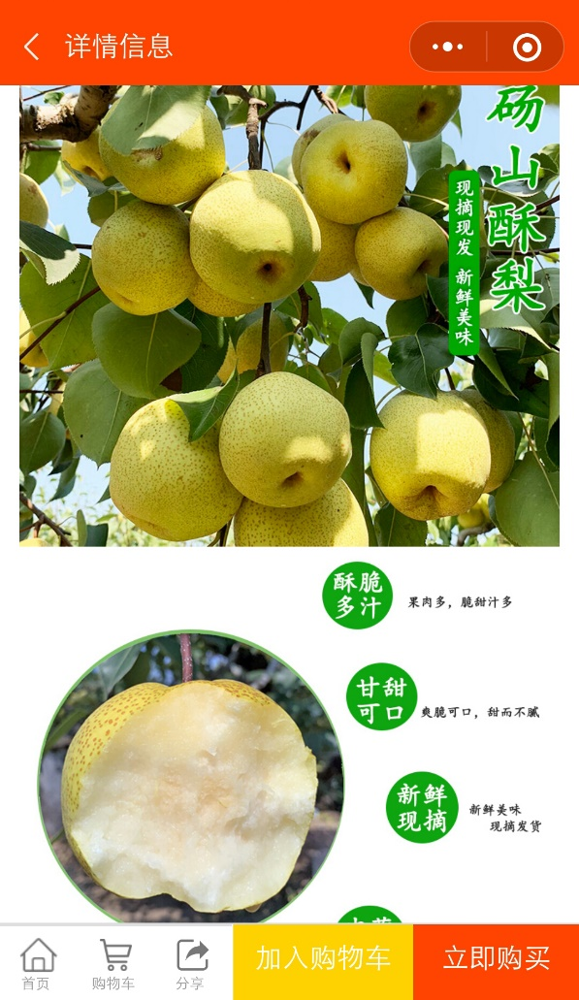 详情信息
砀山酥梨
现摘现发 新鲜美味
酥脆
多汁
果肉多，脆甜汁多
甘甜
可口
爽脆可口，甜而不腻
新鲜
现摘
新鲜美味
现摘发货
首页
购物车
分享
加入购物车
立即购买